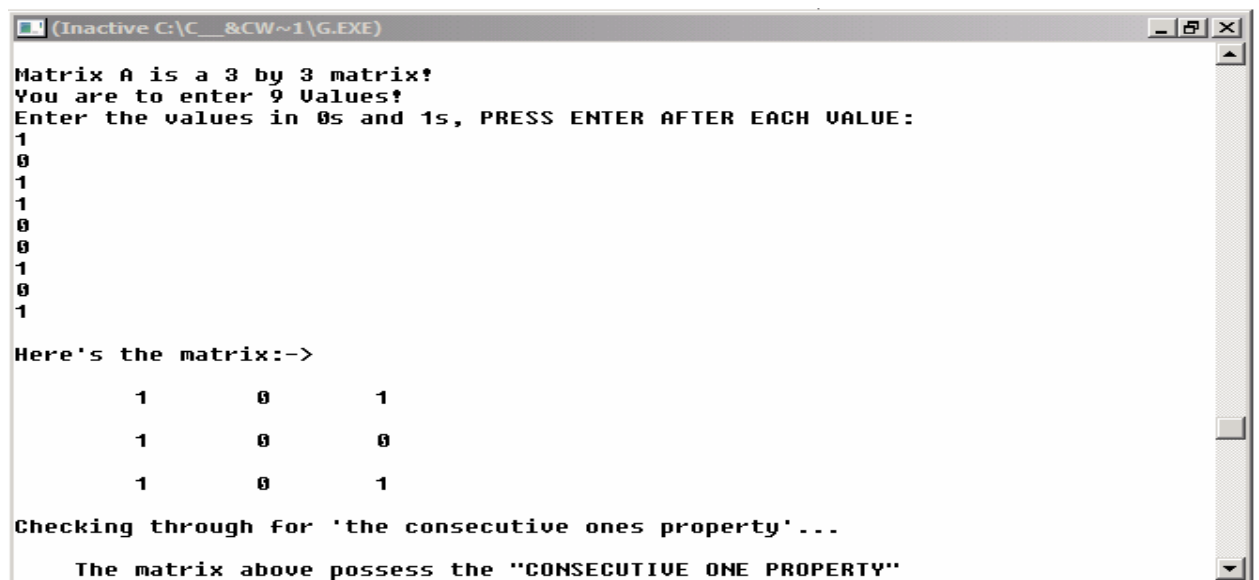 (Inactive C:\C__&CW~1\G.EXE)
Matrix A is a 3 by 3 matrix!
You are to enter 9 Values!
Enter the values in 0s and 1s, PRESS ENTER AFTER EACH VALUE:
1
0
1
1
0
0
1
0
1
Here's the matrix:->
1 0 1
1 0 0
1 0 1
Checking through for 'the consecutive ones property'...
The matrix above possess the "CONSECUTIVE ONE PROPERTY"